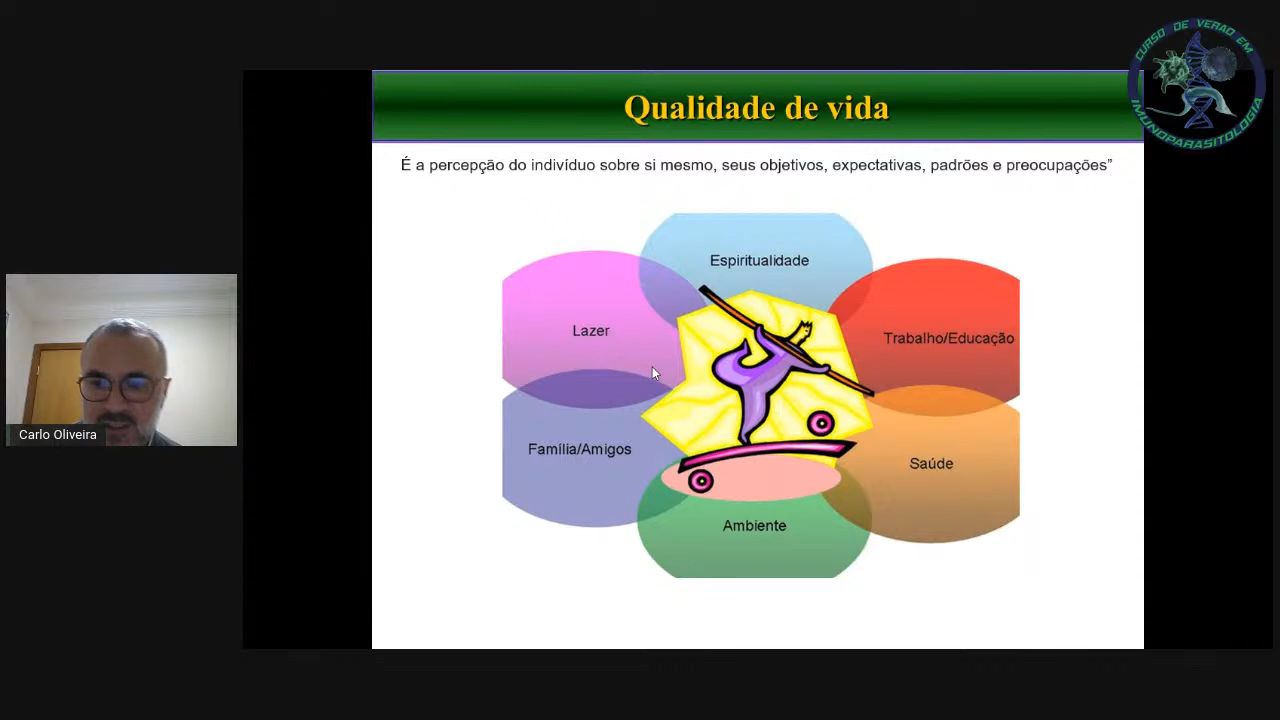 CURSO DE VERÃO EM
IMUNOPARASITOLOGIA
Qualidade de vida
É a percepção do indivíduo sobre si mesmo, seus objetivos, expectativas, padrões e preocupações”
Espiritualidade
Lazer
Trabalho/Educação
Família/Amigos
Saúde
Ambiente
Carlo Oliveira